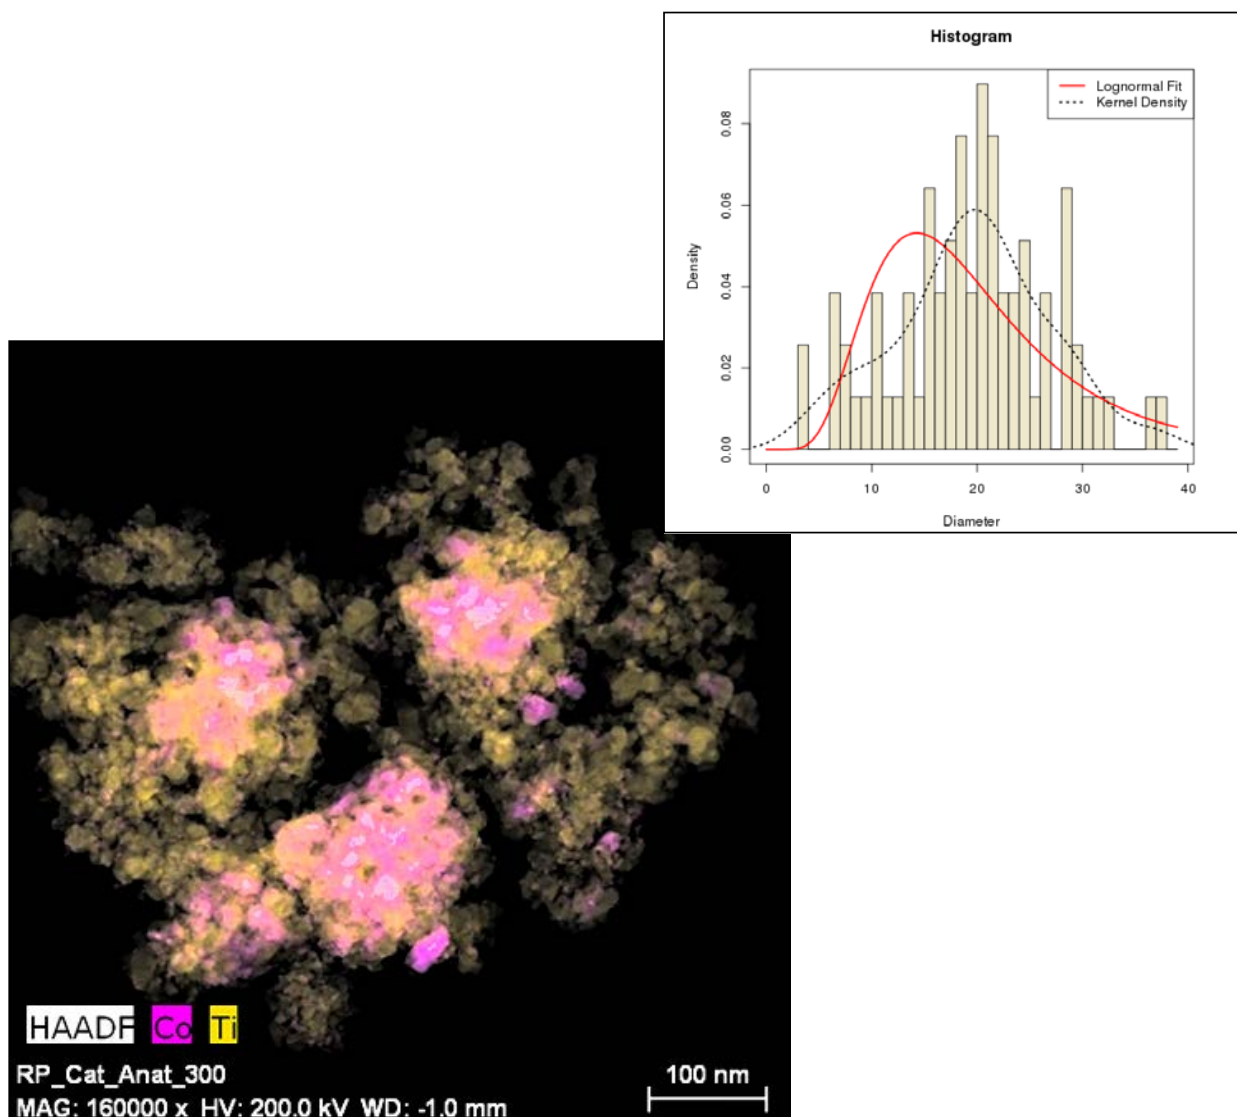 Histogram
Lognormal Fit
Kernel Density
Density
0.00 0.02 0.04 0.06 0.08
0 10 20 30 40
Diameter
HAADF Co Ti
RP_Cat_Anat_300
100 nm
MAG: 160000 x HV: 200.0 kV WD: -1.0 mm